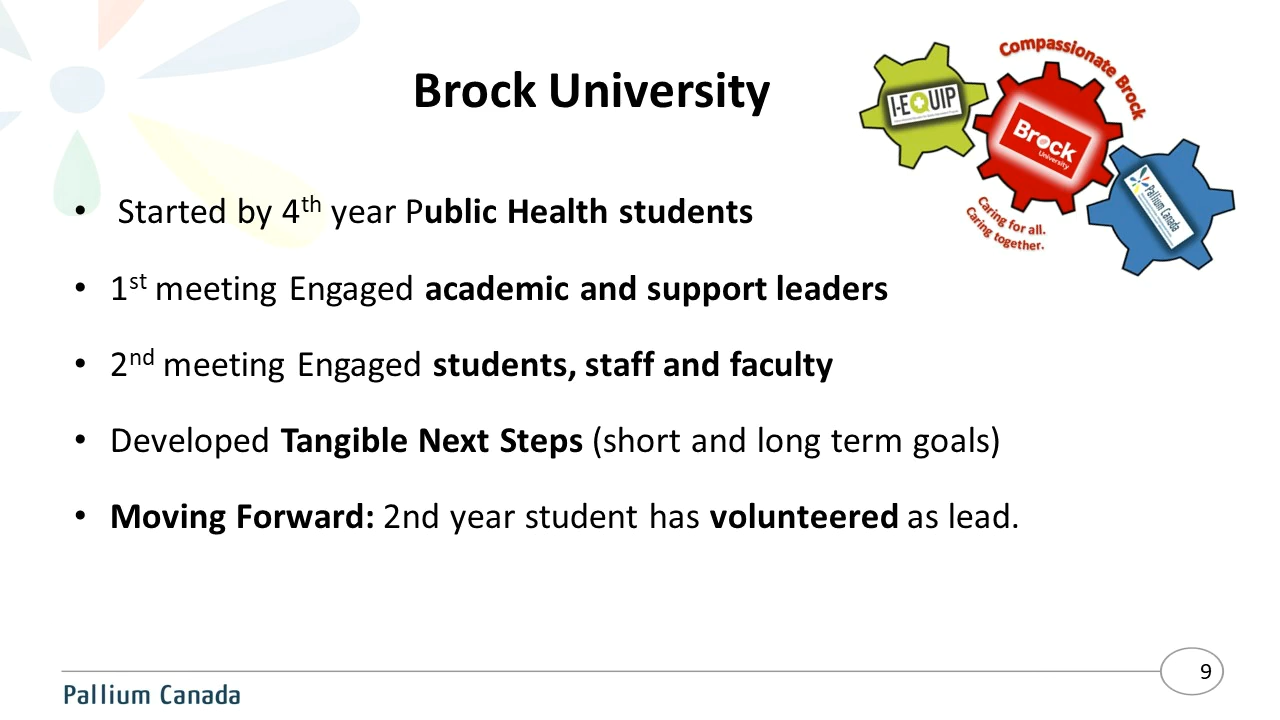 Brock University
Compassionate Brock
I-EQUIP
Brock
University
Pallium Canada
Caring for all.
Caring together.
• Started by 4th year Public Health students
• 1st meeting Engaged academic and support leaders
• 2nd meeting Engaged students, staff and faculty
• Developed Tangible Next Steps (short and long term goals)
• Moving Forward: 2nd year student has volunteered as lead.
Pallium Canada
9